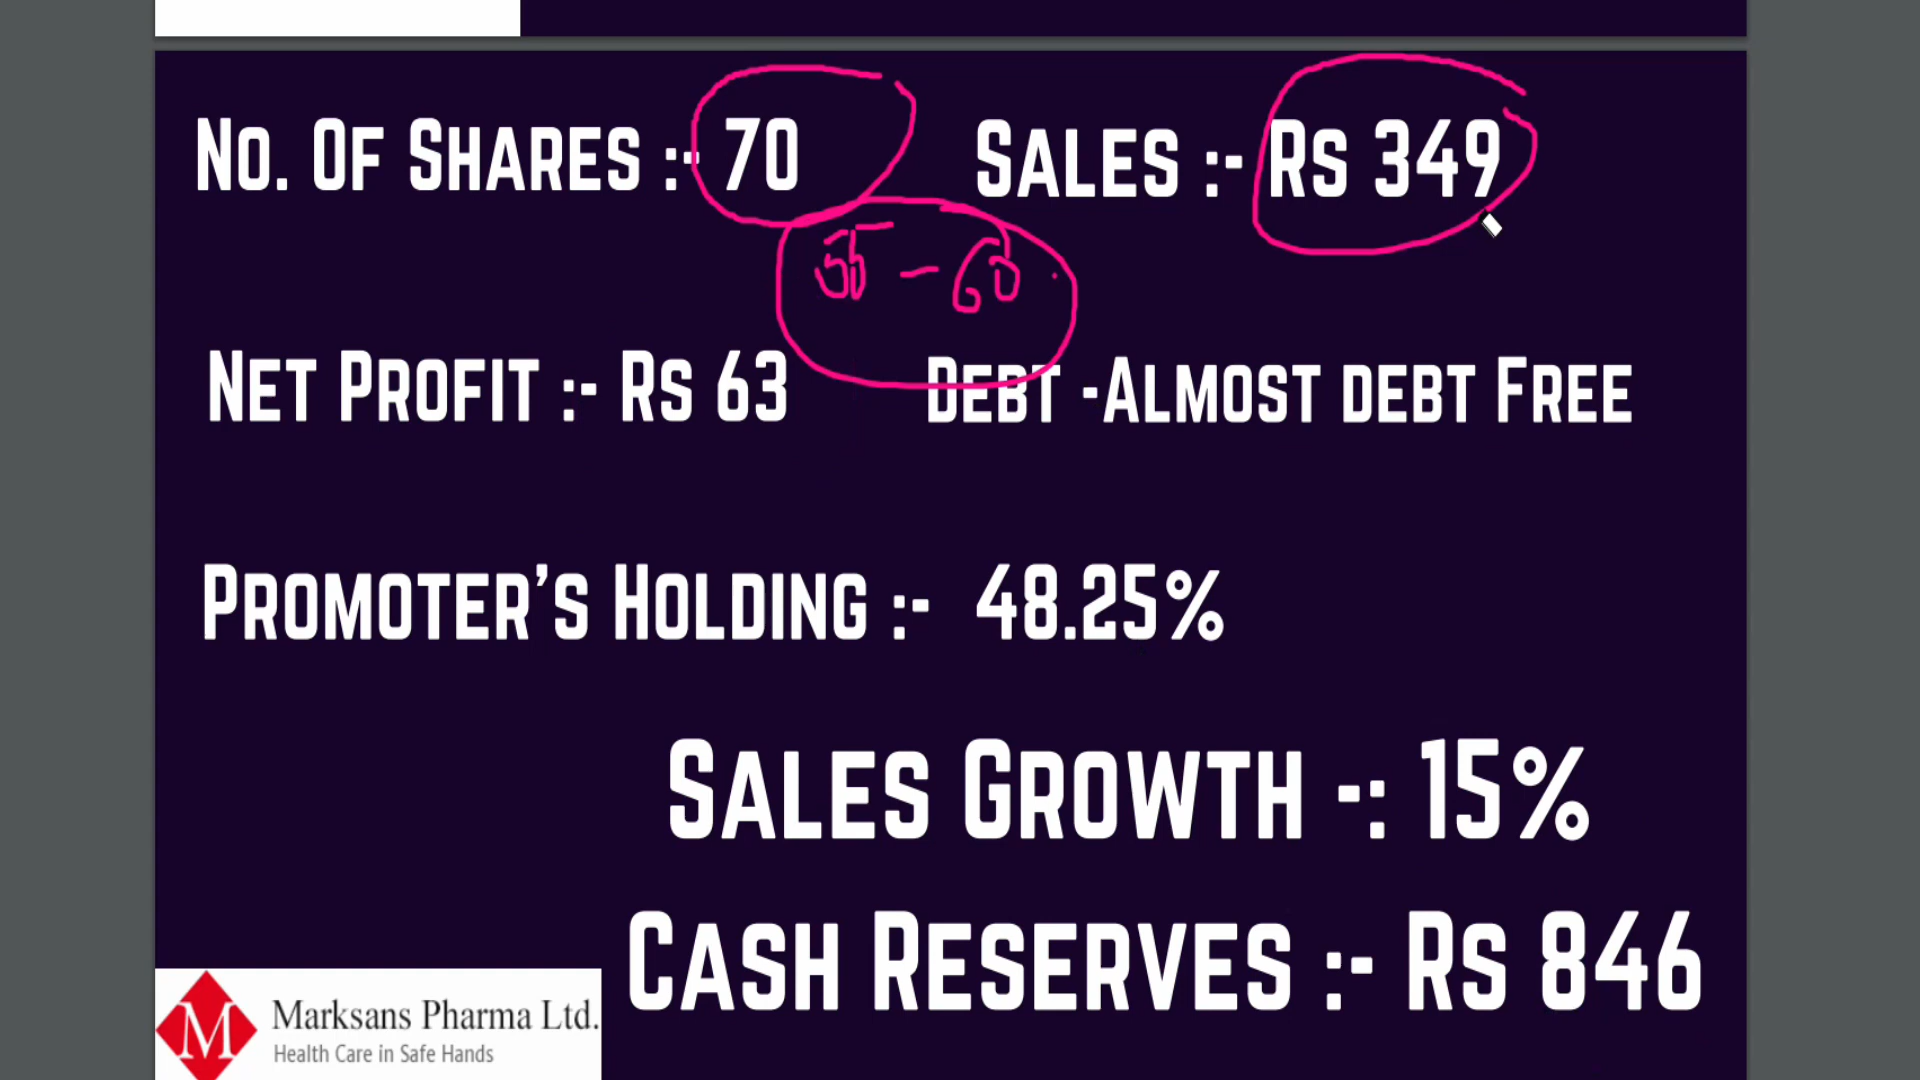 No. Of Shares :- 70
Sales :- Rs 349
55 - 60
Net Profit :- Rs 63
Debt -Almost debt Free
Promoter's Holding :- 48.25%
Sales Growth -: 15%
Cash Reserves :- Rs 846
M
Marksans Pharma Ltd.
Health Care in Safe Hands